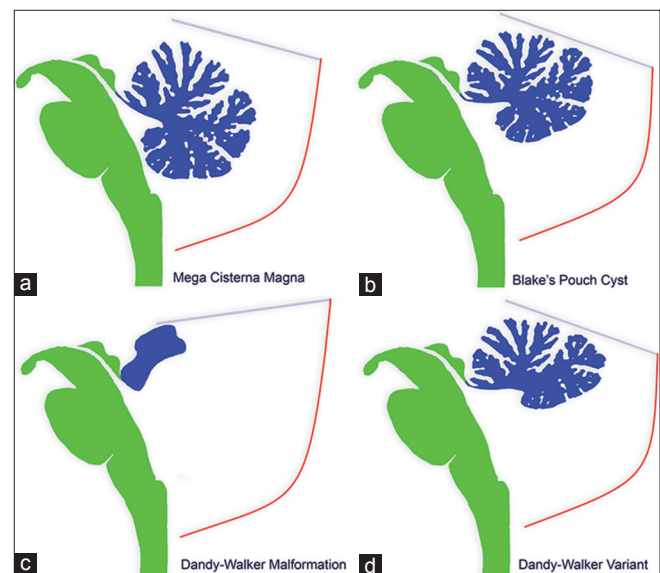 a
Mega Cisterna Magna
b
Blake's Pouch Cyst
c
Dandy-Walker Malformation
d
Dandy-Walker Variant